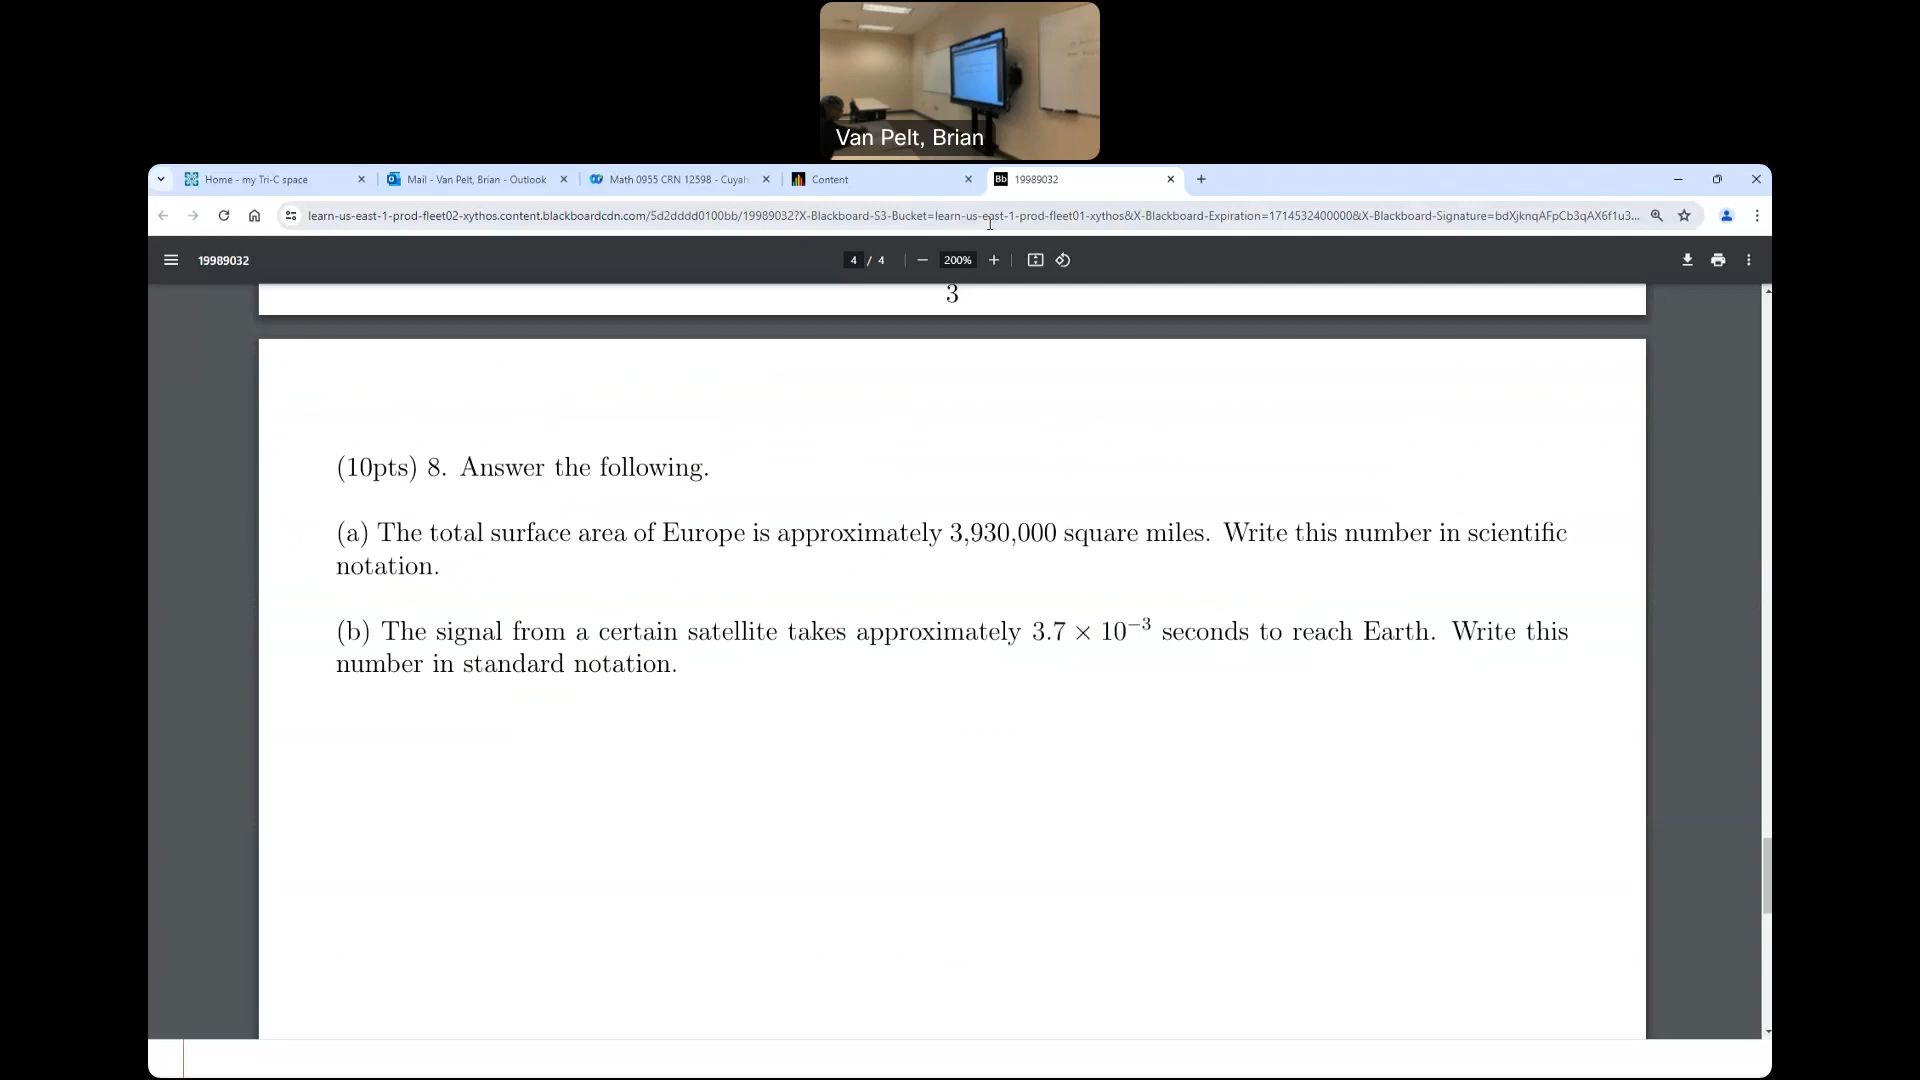 Van Pelt, Brian
Home - my Tri-C space
Mail - Van Pelt, Brian - Outlook
Math 0955 CRN 12598 - Cuyah
Content
Bb 19989032
learn-us-east-1-prod-fleet02-xythos.content.blackboardcdn.com/5d2dddd0100bb/19989032?X-Blackboard-S3-Bucket=learn-us-east-1-prod-fleet01-xythos&X-Blackboard-Expiration=1714532400000&X-Blackboard-Signature=bdXjknqAFpCb3qAX6f1u3...
19989032
4 / 4
200%
3
(10pts) 8. Answer the following.
(a) The total surface area of Europe is approximately 3,930,000 square miles. Write this number in scientific
notation.
(b) The signal from a certain satellite takes approximately 3.7 × 10⁻³ seconds to reach Earth. Write this
number in standard notation.